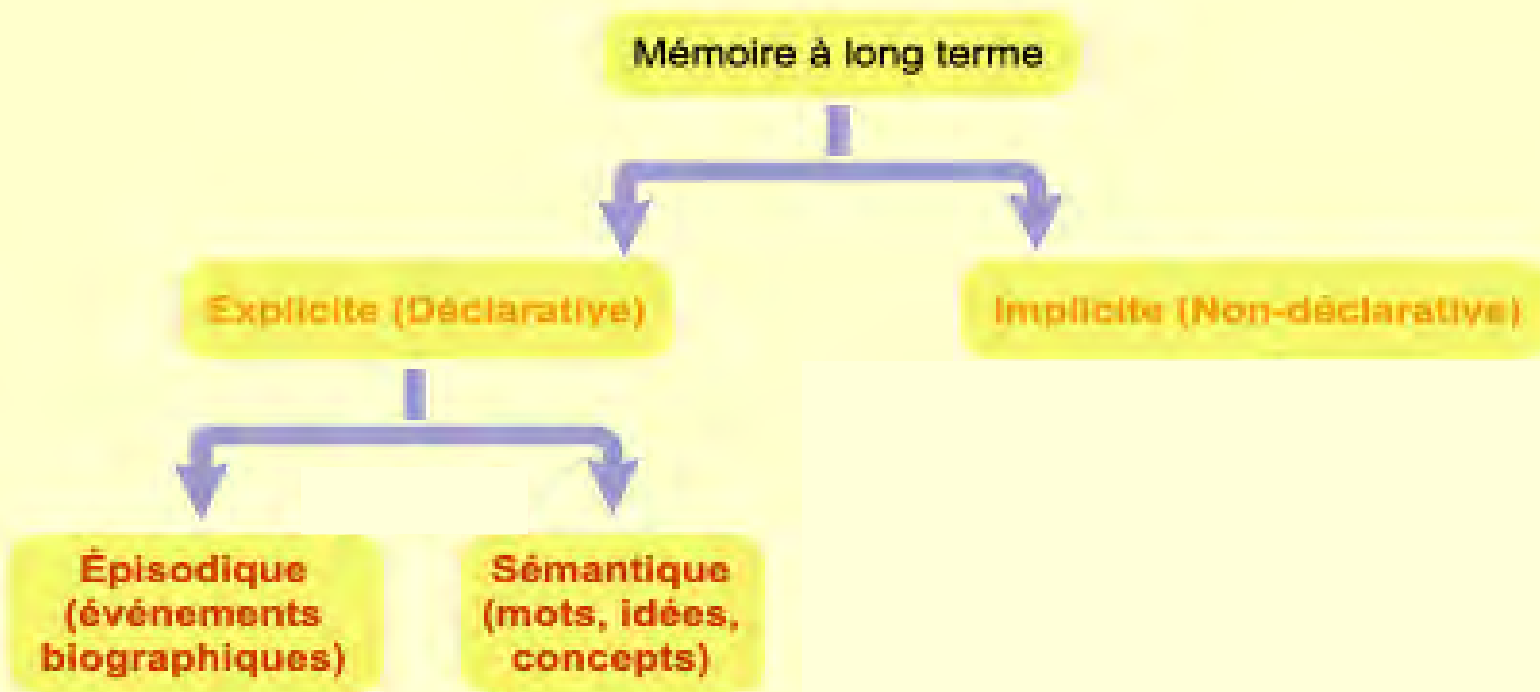 Mémoire à long terme
Explicite (Déclarative)
Implicite (Non-déclarative)
Épisodique
(événements
biographiques)
Sémantique
(mots, idées,
concepts)